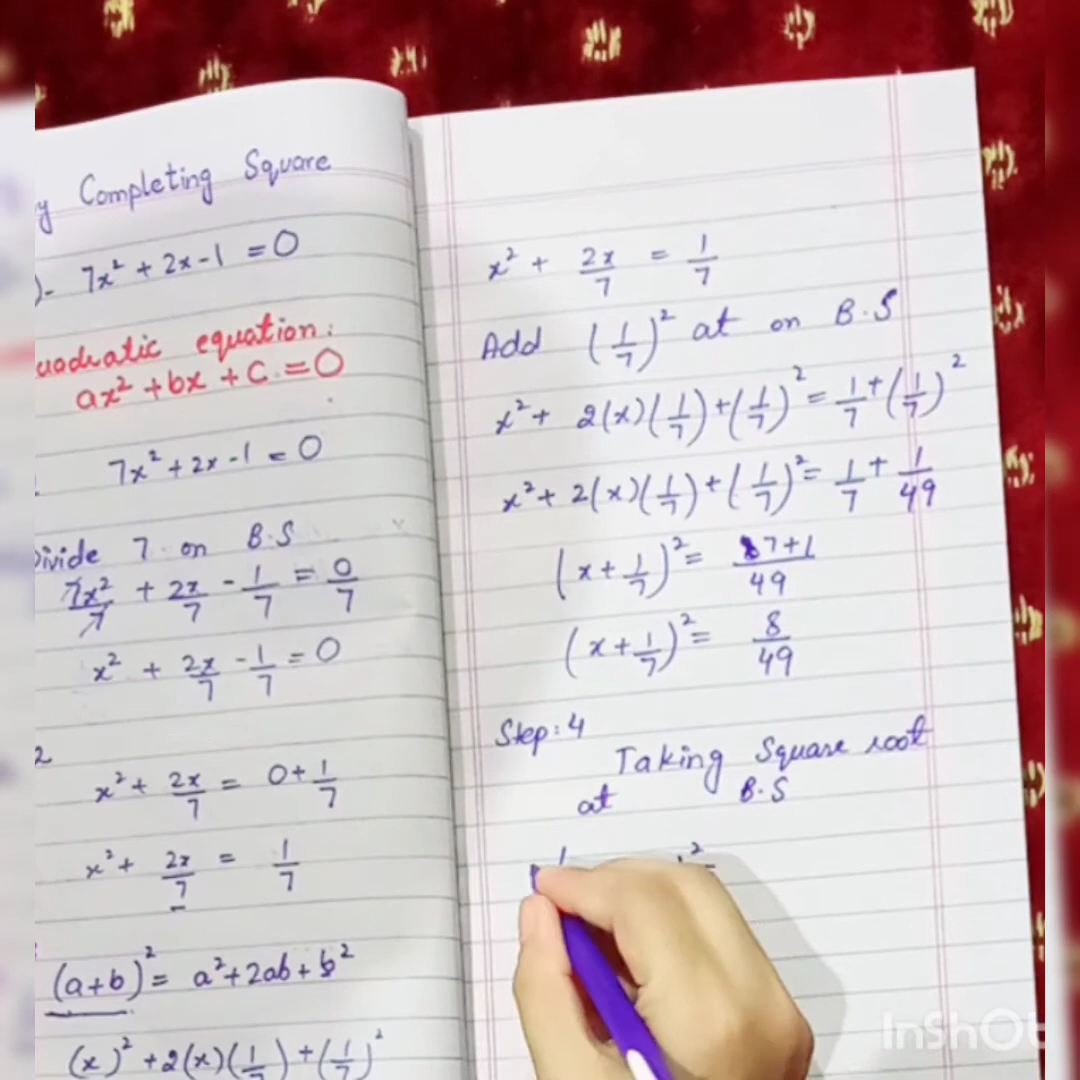 y Completing Square
)- 7x² + 2x - 1 = 0
uadratic equation:
ax² + bx + c = 0
7x² + 2x - 1 = 0
Divide 7 on B.S
7x²/7 + 2x/7 - 1/7 = 0/7
x² + 2x/7 - 1/7 = 0
2
x² + 2x/7 = 0 + 1/7
x² + 2x/7 = 1/7
(a+b)² = a² + 2ab + b²
(x)² + 2(x)(1/7) + (1/7)²
x² + 2x/7 = 1/7
Add (1/7)² at on B.S
x² + 2(x)(1/7) + (1/7)² = 1/7 + (1/7)²
x² + 2(x)(1/7) + (1/7)² = 1/7 + 1/49
(x + 1/7)² = 7+1/49
(x + 1/7)² = 8/49
Step:4
Taking Square root
at B.S
InShOt